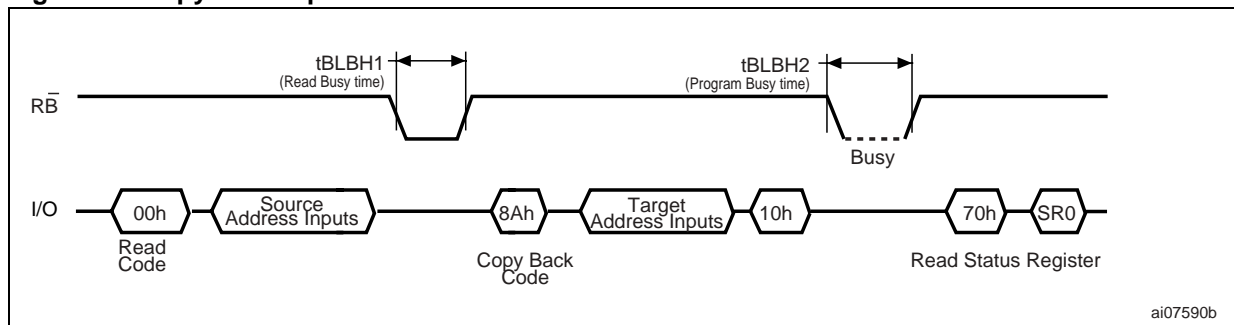 tBLBH1
(Read Busy time)
tBLBH2
(Program Busy time)
RB̅
Busy
I/O
00h
Source
Address Inputs
8Ah
Target
Address Inputs
10h
70h
SR0
Read
Code
Copy Back
Code
Read Status Register
ai07590b